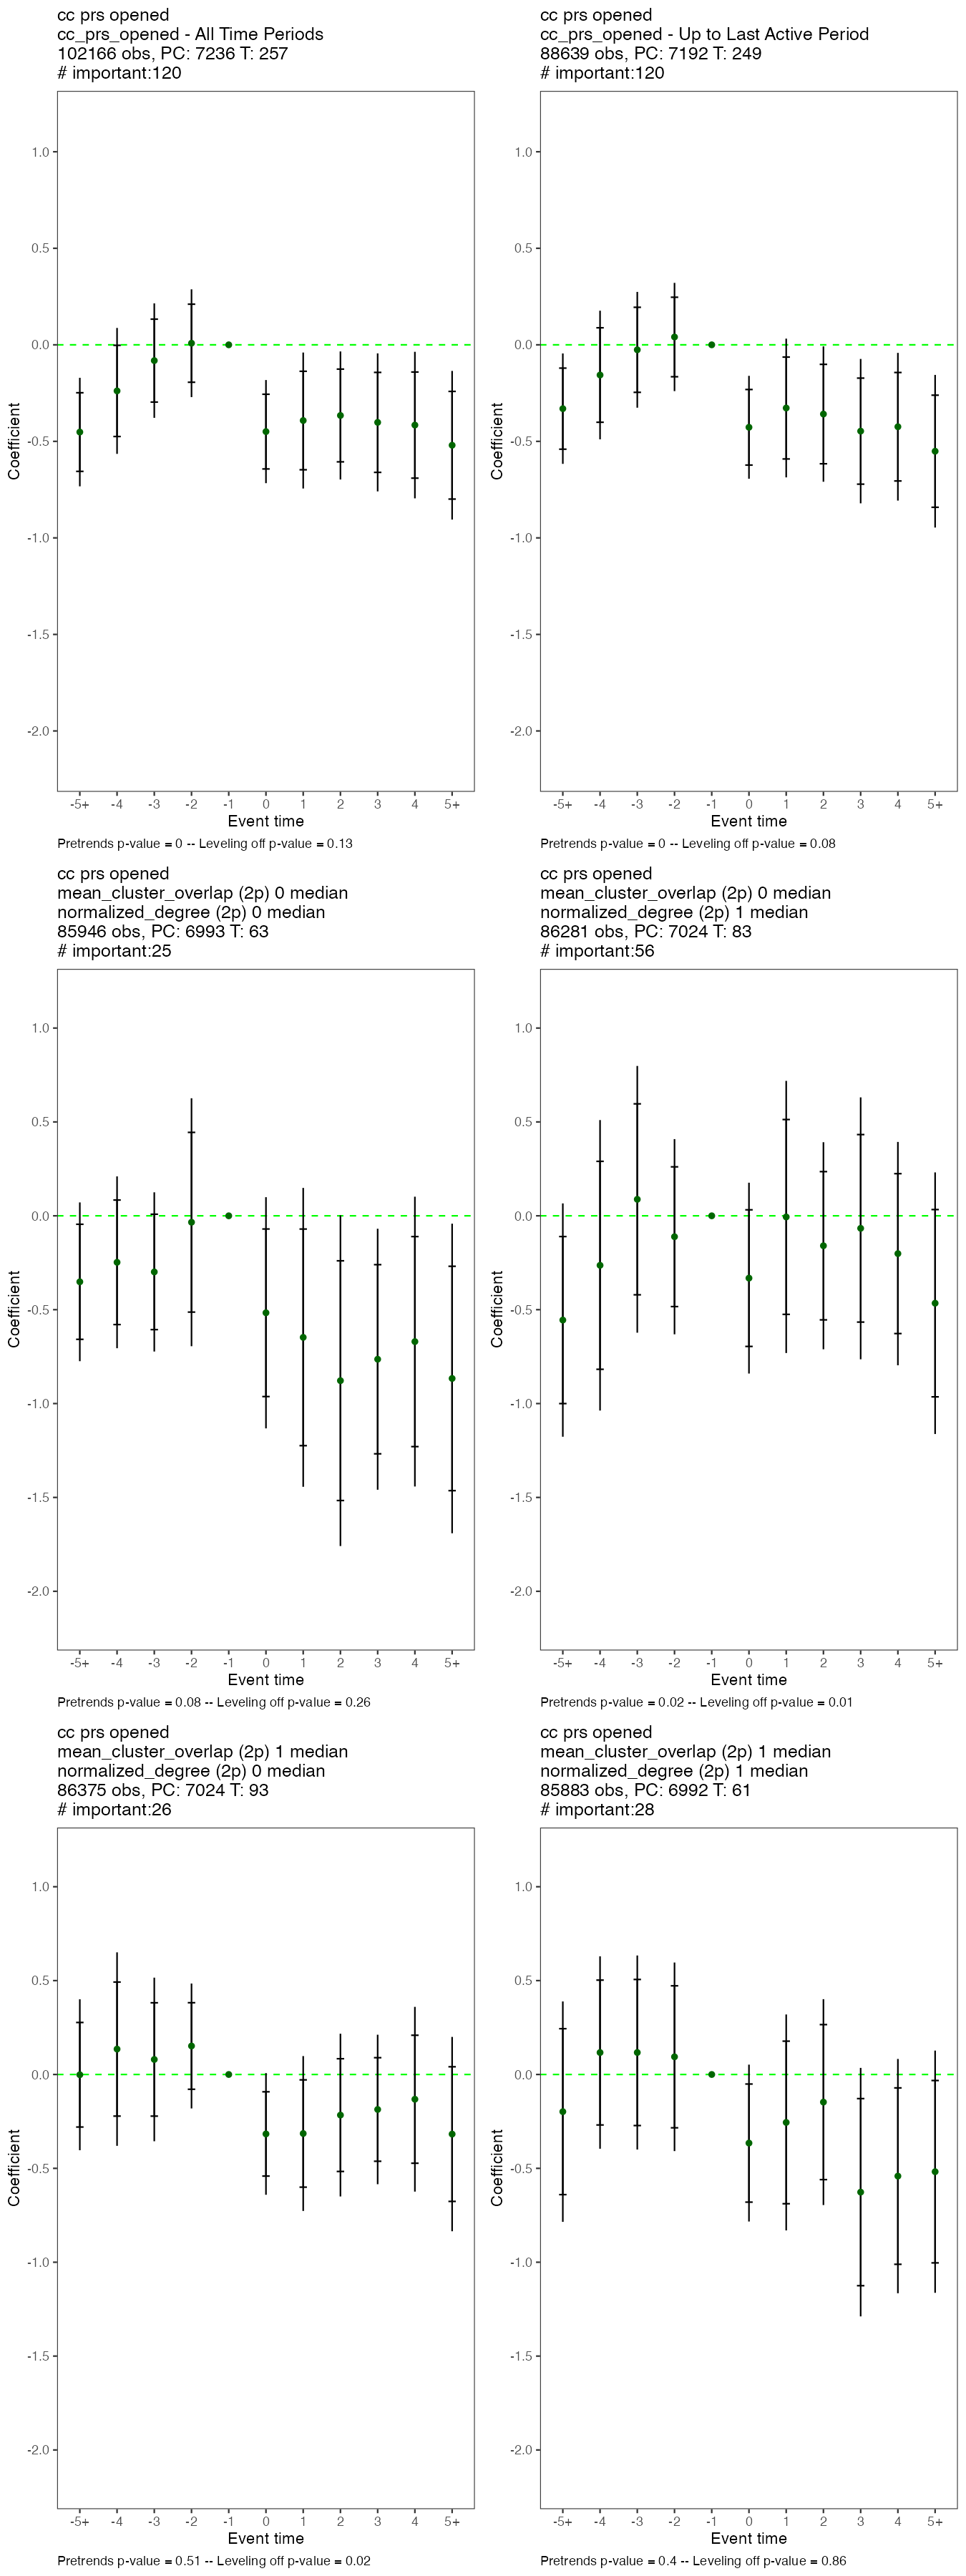 cc prs opened
cc_prs_opened - All Time Periods
102166 obs, PC: 7236 T: 257
# important:120
1.0
0.5
0.0
-0.5
-1.0
-1.5
-2.0
Coefficient
-5+ -4 -3 -2 -1 0 1 2 3 4 5+
Event time
Pretrends p-value = 0 -- Leveling off p-value = 0.13
cc prs opened
cc_prs_opened - Up to Last Active Period
88639 obs, PC: 7192 T: 249
# important:120
1.0
0.5
0.0
-0.5
-1.0
-1.5
-2.0
Coefficient
-5+ -4 -3 -2 -1 0 1 2 3 4 5+
Event time
Pretrends p-value = 0 -- Leveling off p-value = 0.08
cc prs opened
mean_cluster_overlap (2p) 0 median
normalized_degree (2p) 0 median
85946 obs, PC: 6993 T: 63
# important:25
1.0
0.5
0.0
-0.5
-1.0
-1.5
-2.0
Coefficient
-5+ -4 -3 -2 -1 0 1 2 3 4 5+
Event time
Pretrends p-value = 0.08 -- Leveling off p-value = 0.26
cc prs opened
mean_cluster_overlap (2p) 0 median
normalized_degree (2p) 1 median
86281 obs, PC: 7024 T: 83
# important:56
1.0
0.5
0.0
-0.5
-1.0
-1.5
-2.0
Coefficient
-5+ -4 -3 -2 -1 0 1 2 3 4 5+
Event time
Pretrends p-value = 0.02 -- Leveling off p-value = 0.01
cc prs opened
mean_cluster_overlap (2p) 1 median
normalized_degree (2p) 0 median
86375 obs, PC: 7024 T: 93
# important:26
1.0
0.5
0.0
-0.5
-1.0
-1.5
-2.0
Coefficient
-5+ -4 -3 -2 -1 0 1 2 3 4 5+
Event time
Pretrends p-value = 0.51 -- Leveling off p-value = 0.02
cc prs opened
mean_cluster_overlap (2p) 1 median
normalized_degree (2p) 1 median
85883 obs, PC: 6992 T: 61
# important:28
1.0
0.5
0.0
-0.5
-1.0
-1.5
-2.0
Coefficient
-5+ -4 -3 -2 -1 0 1 2 3 4 5+
Event time
Pretrends p-value = 0.4 -- Leveling off p-value = 0.86